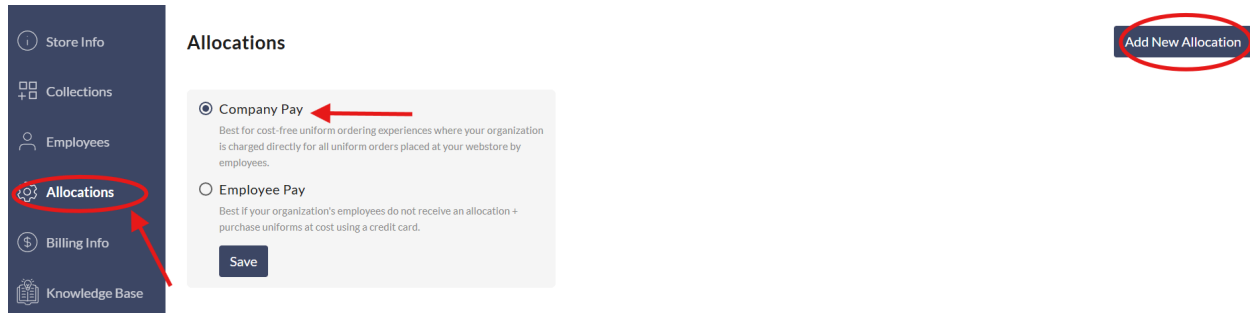 Store Info
Collections
Employees
Allocations
Billing Info
Knowledge Base
Allocations
Add New Allocation
Company Pay
Best for cost-free uniform ordering experiences where your organization
is charged directly for all uniform orders placed at your webstore by
employees.
Employee Pay
Best if your organization's employees do not receive an allocation +
purchase uniforms at cost using a credit card.
Save